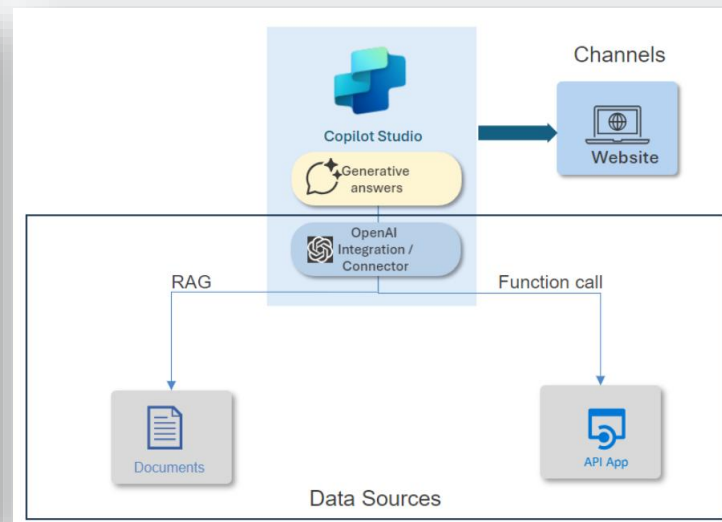 Channels
Copilot Studio
Website
Generative
answers
OpenAI
Integration /
Connector
RAG
Function call
Documents
API App
Data Sources